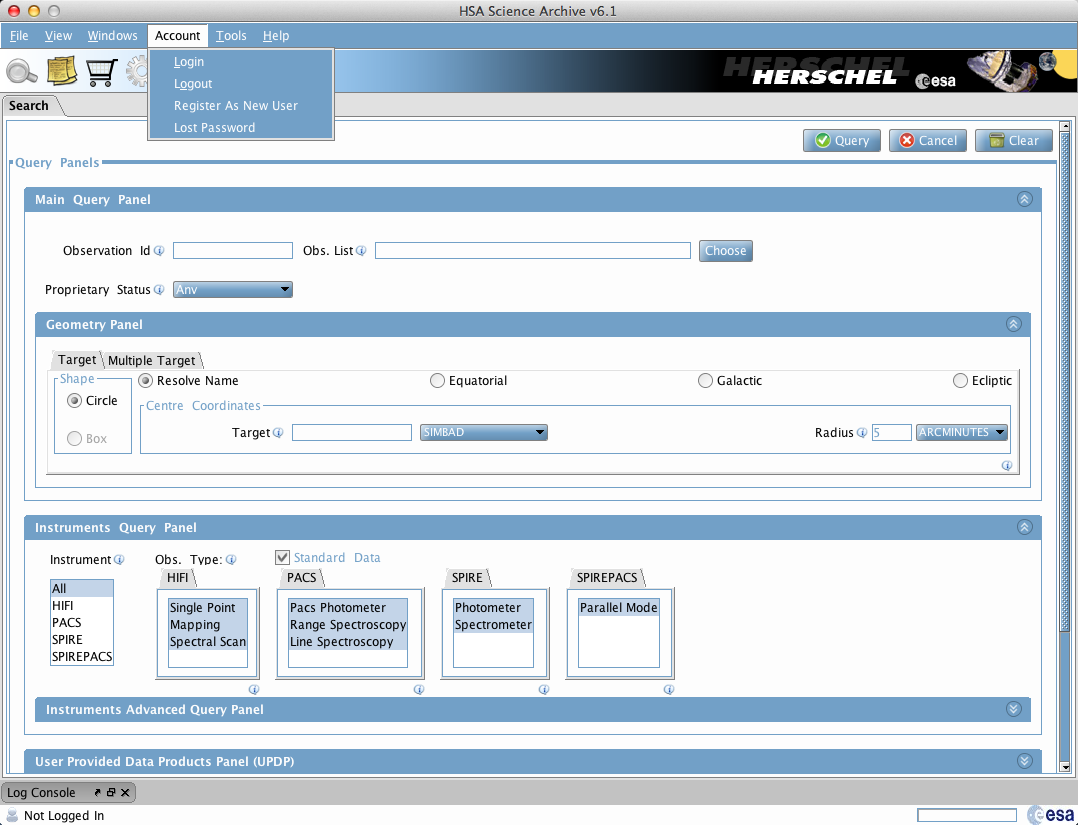 HSA Science Archive v6.1
File View Windows Account Tools Help
Login
Logout
Register As New User
Lost Password
HERSCHEL esa
Search
Query Cancel Clear
Query Panels
Main Query Panel
Observation Id Obs. List Choose
Proprietary Status Any
Geometry Panel
Target Multiple Target
Shape Resolve Name Equatorial Galactic Ecliptic
Circle
Centre Coordinates
Target SIMBAD Radius 5 ARCMINUTES
Box
Instruments Query Panel
Instrument Obs. Type: Standard Data
HIFI PACS SPIRE SPIREPACS
All
HIFI
PACS
SPIRE
SPIREPACS
Single Point
Mapping
Spectral Scan
Pacs Photometer
Range Spectroscopy
Line Spectroscopy
Photometer
Spectrometer
Parallel Mode
Instruments Advanced Query Panel
User Provided Data Products Panel (UPDP)
Log Console
Not Logged In esa